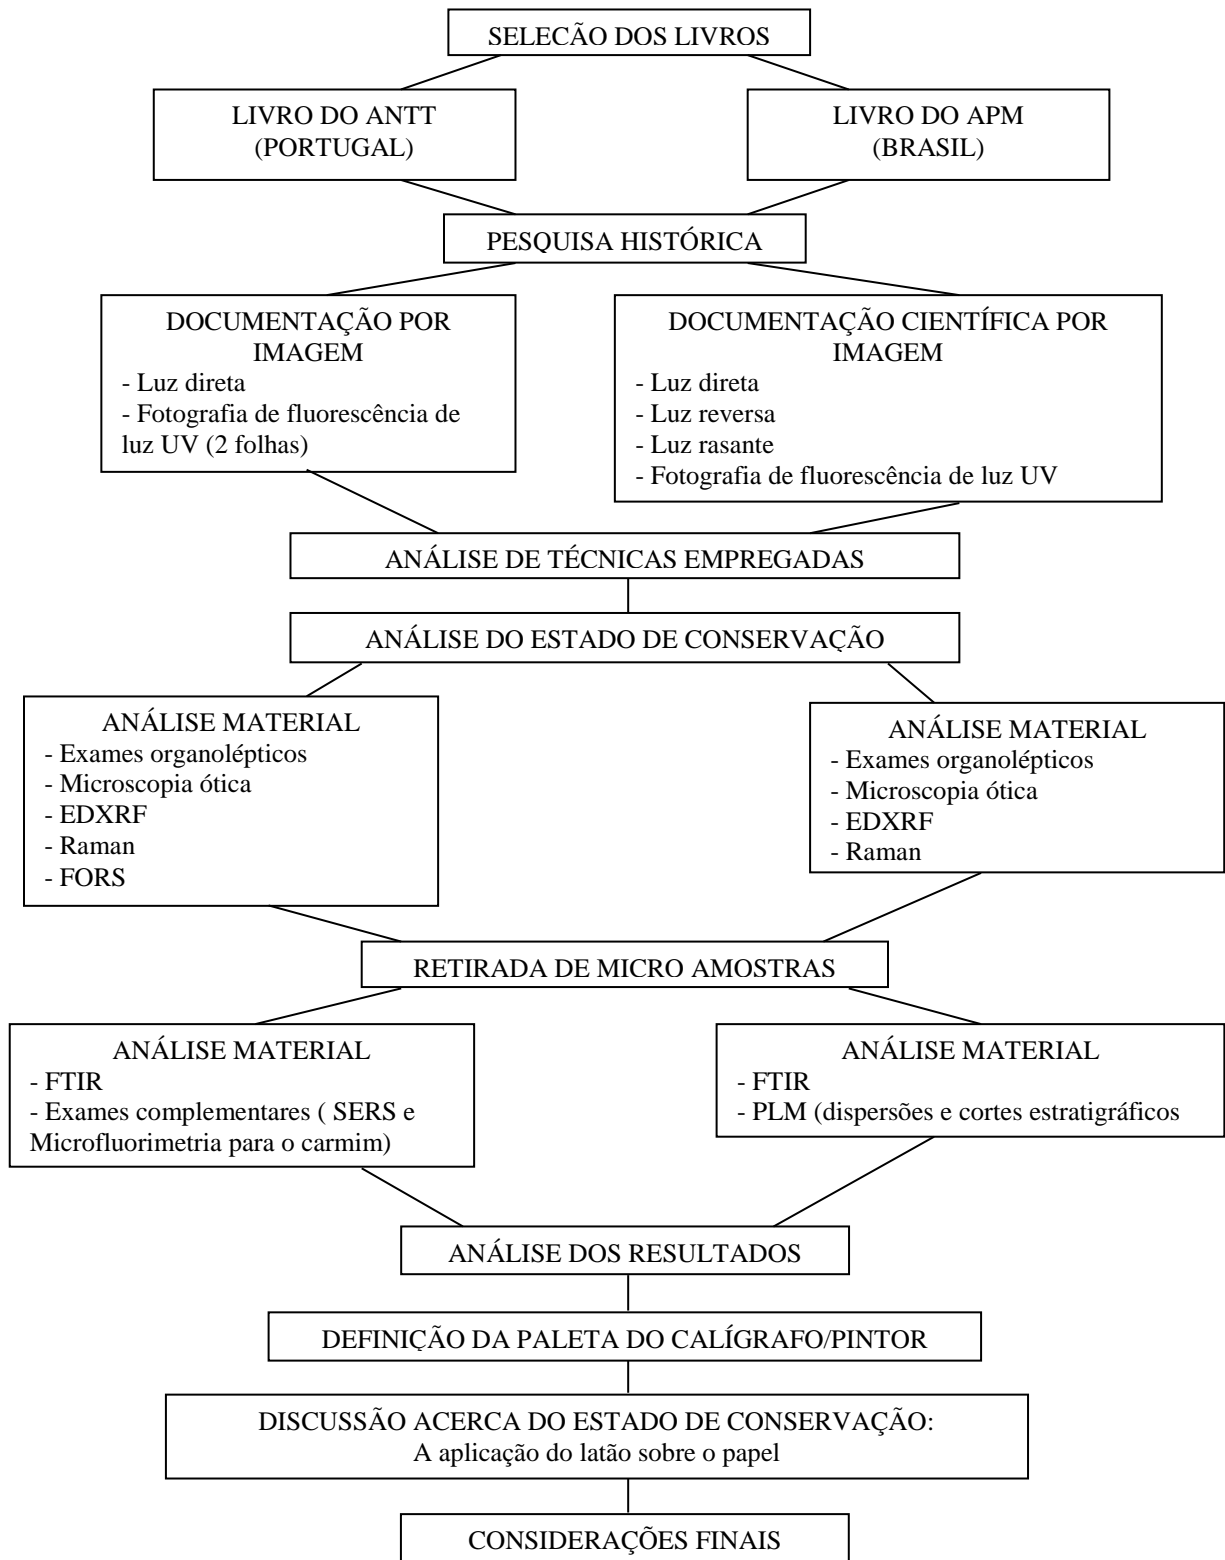 SELECÃO DOS LIVROS
LIVRO DO ANTT
(PORTUGAL)
LIVRO DO APM
(BRASIL)
PESQUISA HISTÓRICA
DOCUMENTAÇÃO POR
IMAGEM
- Luz direta
- Fotografia de fluorescência de
luz UV (2 folhas)
DOCUMENTAÇÃO CIENTÍFICA POR
IMAGEM
- Luz direta
- Luz reversa
- Luz rasante
- Fotografia de fluorescência de luz UV
ANÁLISE DE TÉCNICAS EMPREGADAS
ANÁLISE DO ESTADO DE CONSERVAÇÃO
ANÁLISE MATERIAL
- Exames organolépticos
- Microscopia ótica
- EDXRF
- Raman
- FORS
ANÁLISE MATERIAL
- Exames organolépticos
- Microscopia ótica
- EDXRF
- Raman
RETIRADA DE MICRO AMOSTRAS
ANÁLISE MATERIAL
- FTIR
- Exames complementares ( SERS e
Microfluorimetria para o carmim)
ANÁLISE MATERIAL
- FTIR
- PLM (dispersões e cortes estratigráficos
ANÁLISE DOS RESULTADOS
DEFINIÇÃO DA PALETA DO CALÍGRAFO/PINTOR
DISCUSSÃO ACERCA DO ESTADO DE CONSERVAÇÃO:
A aplicação do latão sobre o papel
CONSIDERAÇÕES FINAIS